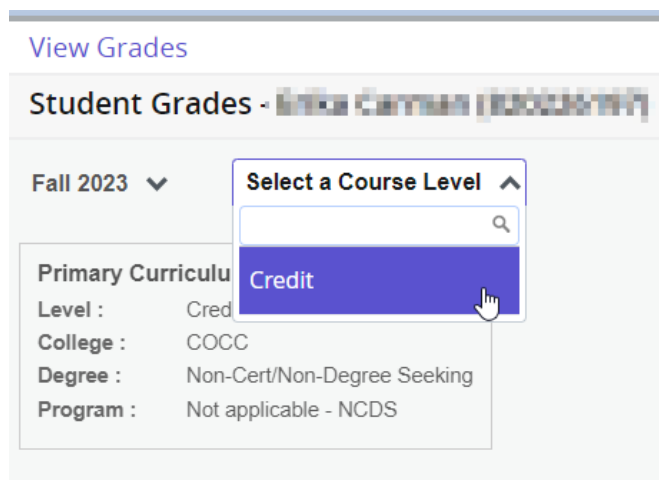 View Grades
Student Grades -
Fall 2023 Select a Course Level
Credit
Primary Curriculu
Level : Cred
College : COCC
Degree : Non-Cert/Non-Degree Seeking
Program : Not applicable - NCDS